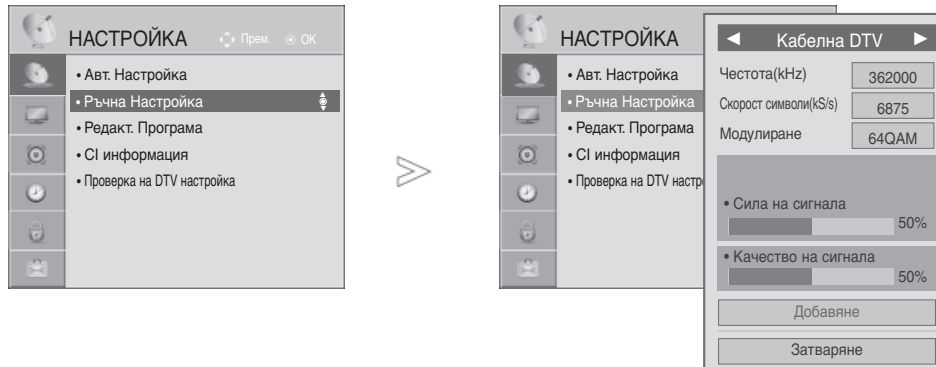 НАСТРОЙКА Прем. OK
• Авт. Настройка
• Ръчна Настройка
• Редакт. Програма
• CI информация
• Проверка на DTV настройка
НАСТРОЙКА
• Авт. Настройка
• Ръчна Настройка
• Редакт. Програма
• CI информация
• Проверка на DTV настро
◄ Кабелна DTV ►
Честота(kHz) 362000
Скорост символи(kS/s) 6875
Модулиране 64QAM
• Сила на сигнала
50%
• Качество на сигнала
50%
Добавяне
Затваряне